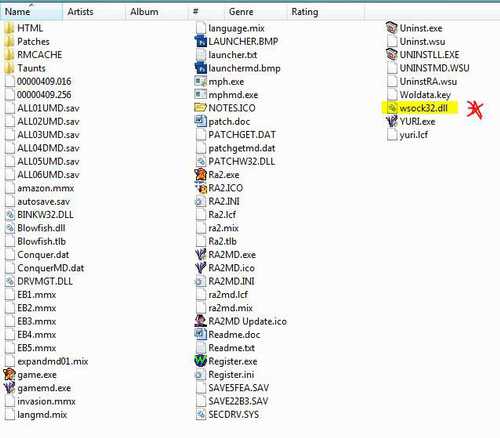 Name Artists Album # Genre Rating
HTML
Patches
RMCACHE
Taunts
00000409.016
00000409.256
ALL01UMD.sav
ALL02UMD.sav
ALL03UMD.sav
ALL04UMD.sav
ALL05UMD.sav
ALL06UMD.sav
amazon.mmx
autosave.sav
BINKW32.DLL
Blowfish.dll
Blowfish.tlb
Conquer.dat
ConquerMD.dat
DRVMGT.DLL
EB1.mmx
EB2.mmx
EB3.mmx
EB4.mmx
EB5.mmx
expandmd01.mix
game.exe
gamemd.exe
invasion.mmx
langmd.mix
language.mix
LAUNCHER.BMP
launcher.txt
launchermd.bmp
mph.exe
mphmd.exe
NOTES.ICO
patch.doc
PATCHGET.DAT
patchgetmd.dat
PATCHW32.DLL
Ra2.exe
RA2.ICO
RA2.INI
Ra2.lcf
ra2.mix
Ra2.tlb
RA2MD.exe
RA2MD.ico
RA2MD.INI
ra2md.lcf
ra2md.mix
RA2MD Update.ico
Readme.doc
Readme.txt
Register.exe
Register.ini
SAVE5FEA.SAV
SAVE22B3.SAV
SECDRV.SYS
Uninst.exe
Uninst.wsu
UNINSTLL.EXE
UNINSTMD.WSU
UninstRA.wsu
Woldata.key
wsock32.dll
YURI.exe
yuri.lcf